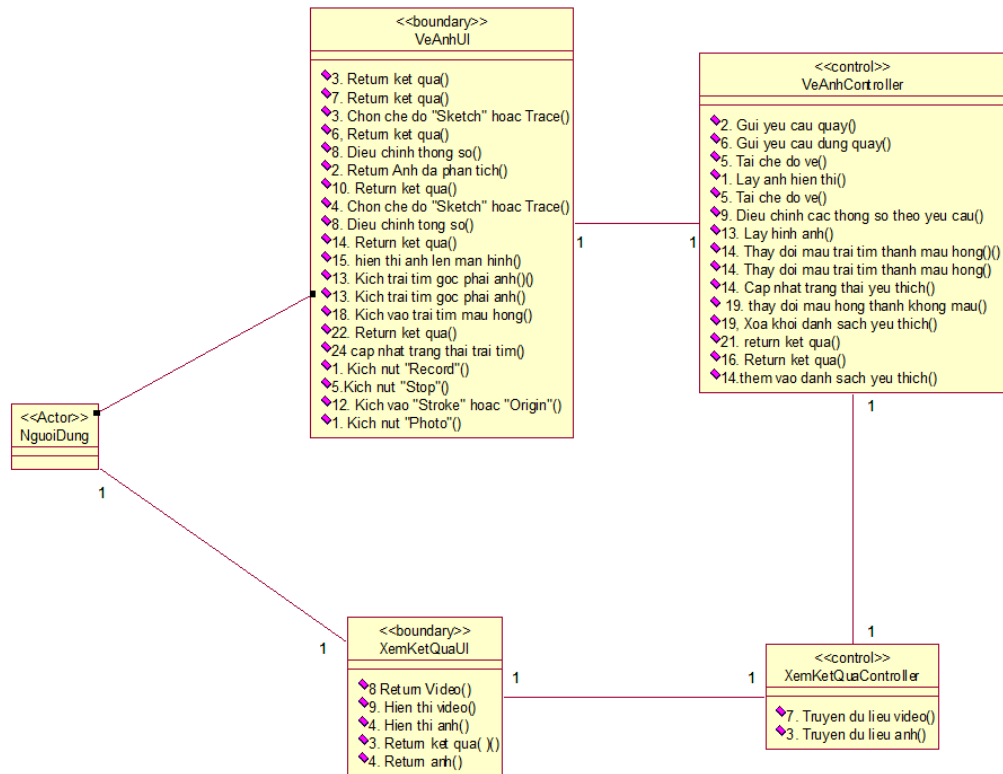 <<boundary>>
VeAnhUI
3. Return ket qua()
7. Return ket qua()
3. Chon che do "Sketch" hoac Trace()
6, Return ket qua()
8. Dieu chinh thong so()
2. Return Anh da phan tich()
10. Return ket qua()
4. Chon che do "Sketch" hoac Trace()
8. Dieu chinh tong so()
14. Return ket qua()
15. hien thi anh len man hinh()
13. Kich trai tim goc phai anh()()
13. Kich trai tim goc phai anh()
18. Kich vao trai tim mau hong()
22. Return ket qua()
24 cap nhat trang thai trai tim()
1. Kich nut "Record"()
5.Kich nut "Stop"()
12. Kich vao "Stroke" hoac "Origin"()
1. Kich nut "Photo"()
<<control>>
VeAnhController
2. Gui yeu cau quay()
6. Gui yeu cau dung quay()
5. Tai che do ve()
1. Lay anh hien thi()
5. Tai che do ve()
9. Dieu chinh cac thong so theo yeu cau()
13. Lay hinh anh()
14. Thay doi mau trai tim thanh mau hong()()
14. Thay doi mau trai tim thanh mau hong()
14. Cap nhat trang thai yeu thich()
19. thay doi mau hong thanh khong mau()
19, Xoa khoi danh sach yeu thich()
21. return ket qua()
16. Return ket qua()
14.them vao danh sach yeu thich()
1
1
1
1
<<Actor>>
NguoiDung
1
1
<<boundary>>
XemKetQuaUI
8 Return Video()
9. Hien thi video()
4. Hien thi anh()
3. Return ket qua( )()
4. Return anh()
1
1
<<control>>
XemKetQuaController
7. Truyen du lieu video()
3. Truyen du lieu anh()